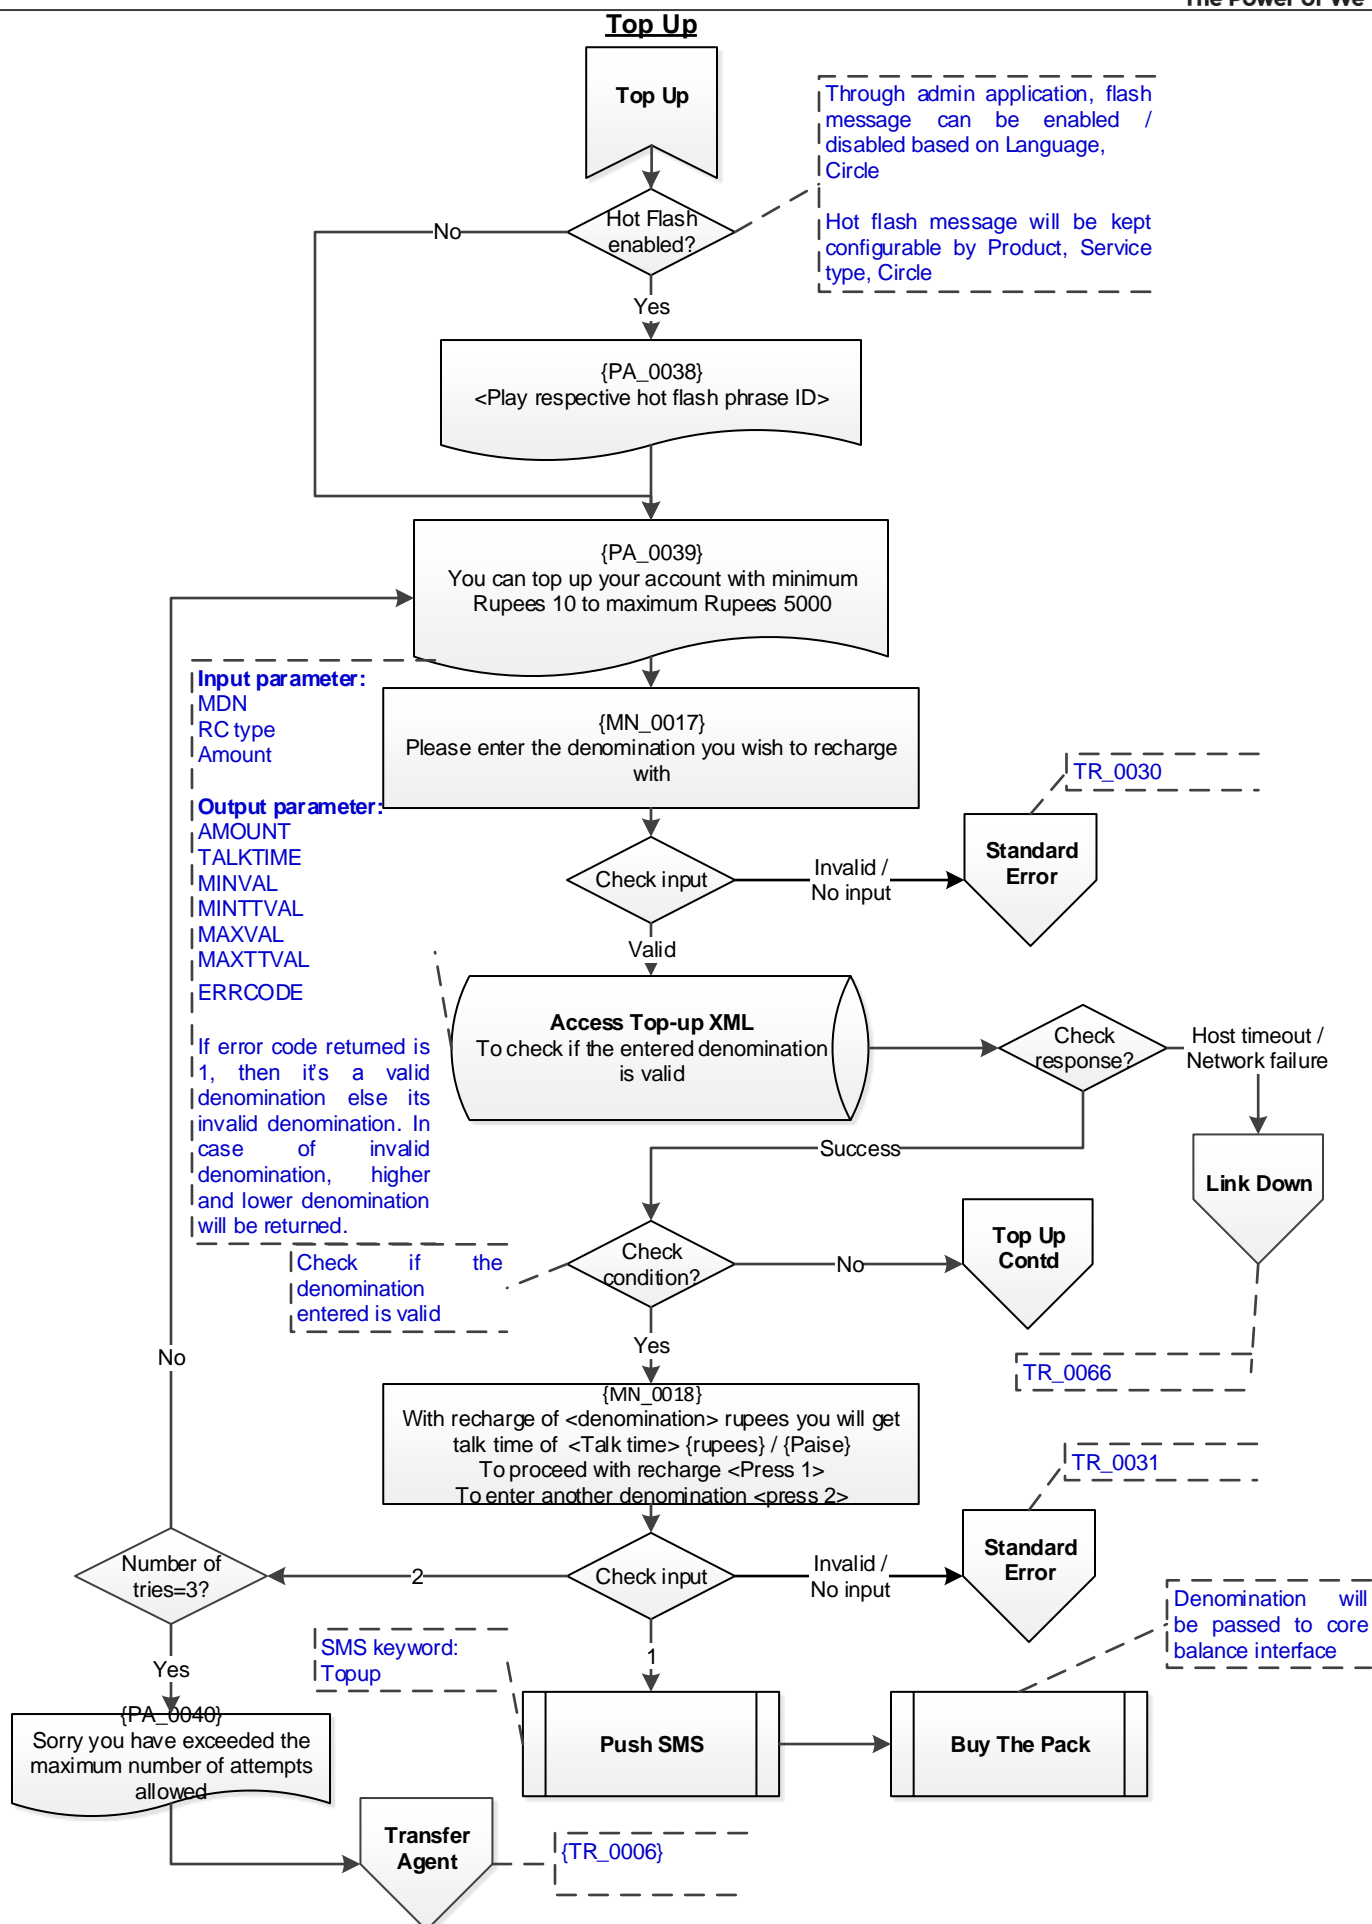 The Power of We
Top Up
Top Up
Through admin application, flash
message can be enabled /
disabled based on Language,
Circle
Hot flash message will be kept
configurable by Product, Service
type, Circle
Hot Flash
enabled?
No
Yes
{PA_0038}
<Play respective hot flash phrase ID>
{PA_0039}
You can top up your account with minimum
Rupees 10 to maximum Rupees 5000
Input parameter:
MDN
RC type
Amount
Output parameter:
AMOUNT
TALKTIME
MINVAL
MINTTVAL
MAXVAL
MAXTTVAL
ERRCODE
If error code returned is
1, then it's a valid
denomination else its
invalid denomination. In
case of invalid
denomination, higher
and lower denomination
will be returned.
{MN_0017}
Please enter the denomination you wish to recharge
with
TR_0030
Standard
Error
Check input
Invalid /
No input
Valid
Access Top-up XML
To check if the entered denomination
is valid
Check
response?
Host timeout /
Network failure
Success
Link Down
Top Up
Contd
Check
condition?
No
Check if the
denomination
entered is valid
Yes
TR_0066
No
{MN_0018}
With recharge of <denomination> rupees you will get
talk time of <Talk time> {rupees} / {Paise}
To proceed with recharge <Press 1>
To enter another denomination <press 2>
TR_0031
Standard
Error
Number of
tries=3?
2
Check input
Invalid /
No input
Denomination will
be passed to core
balance interface
SMS keyword:
Topup
1
Yes
{PA_0040}
Sorry you have exceeded the
maximum number of attempts
allowed
Push SMS
Buy The Pack
Transfer
Agent
{TR_0006}